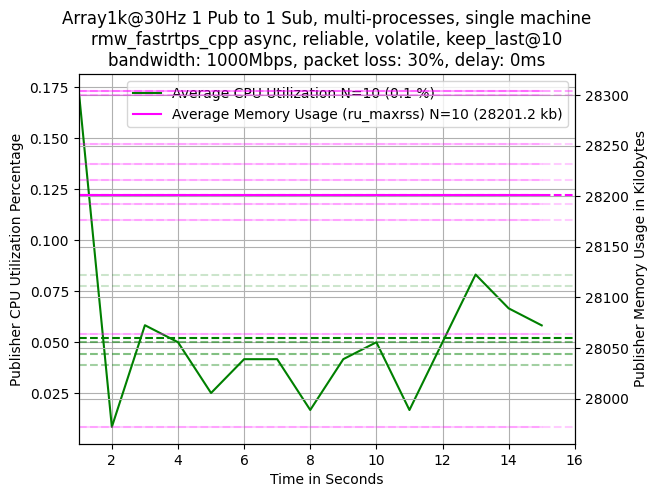 Array1k@30Hz 1 Pub to 1 Sub, multi-processes, single machine
rmw_fastrtps_cpp async, reliable, volatile, keep_last@10
bandwidth: 1000Mbps, packet loss: 30%, delay: 0ms
Average CPU Utilization N=10 (0.1 %)
Average Memory Usage (ru_maxrss) N=10 (28201.2 kb)
Publisher CPU Utilization Percentage
0.175
0.150
0.125
0.100
0.075
0.050
0.025
28300
28250
28200
28150
28100
28050
28000
Publisher Memory Usage in Kilobytes
2 4 6 8 10 12 14 16
Time in Seconds